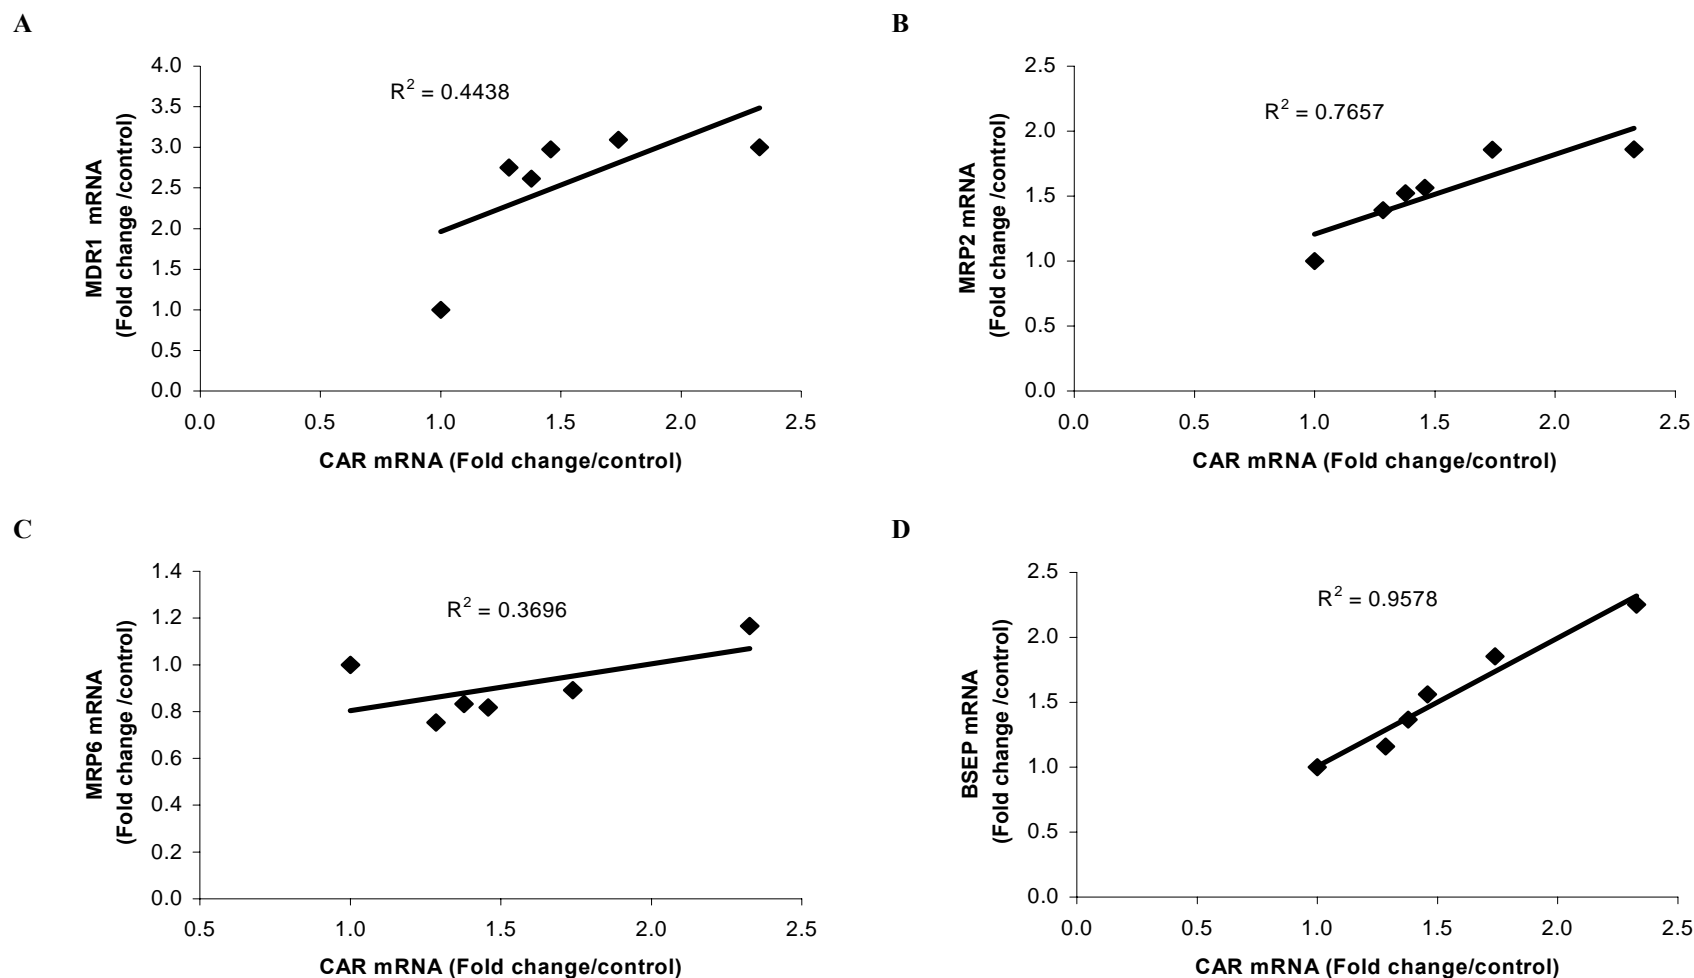 A
R² = 0.4438
MDR1 mRNA
(Fold change /control)
4.0
3.5
3.0
2.5
2.0
1.5
1.0
0.5
0.0
0.0 0.5 1.0 1.5 2.0 2.5
CAR mRNA (Fold change/control)
B
R² = 0.7657
MRP2 mRNA
(Fold change /control)
2.5
2.0
1.5
1.0
0.5
0.0
0.0 0.5 1.0 1.5 2.0 2.5
CAR mRNA (Fold change/control)
C
R² = 0.3696
MRP6 mRNA
(Fold change /control)
1.4
1.2
1.0
0.8
0.6
0.4
0.2
0.0
0.5 1.0 1.5 2.0 2.5
CAR mRNA (Fold change/control)
D
R² = 0.9578
BSEP mRNA
(Fold change /control)
2.5
2.0
1.5
1.0
0.5
0.0
0.0 0.5 1.0 1.5 2.0 2.5
CAR mRNA (Fold change/control)